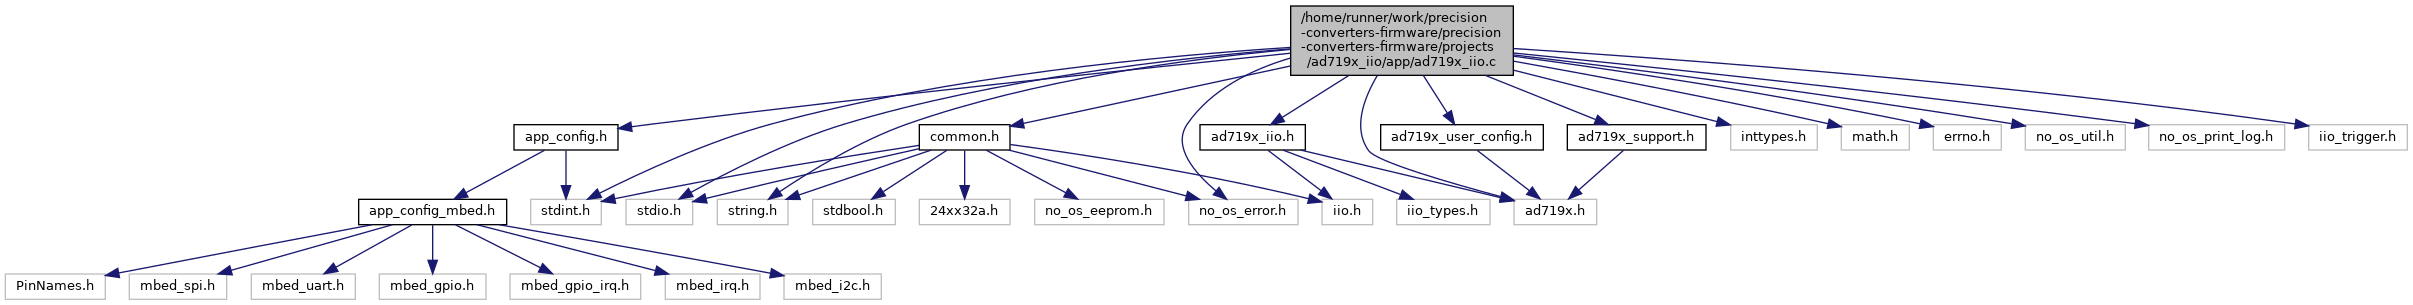 /home/runner/work/precision
-converters-firmware/precision
-converters-firmware/projects
/ad719x_iio/app/ad719x_iio.c
app_config.h
common.h
ad719x_iio.h
ad719x_user_config.h
ad719x_support.h
inttypes.h
math.h
errno.h
no_os_util.h
no_os_print_log.h
iio_trigger.h
app_config_mbed.h
stdint.h
stdio.h
string.h
stdbool.h
24xx32a.h
no_os_eeprom.h
no_os_error.h
iio.h
iio_types.h
ad719x.h
PinNames.h
mbed_spi.h
mbed_uart.h
mbed_gpio.h
mbed_gpio_irq.h
mbed_irq.h
mbed_i2c.h